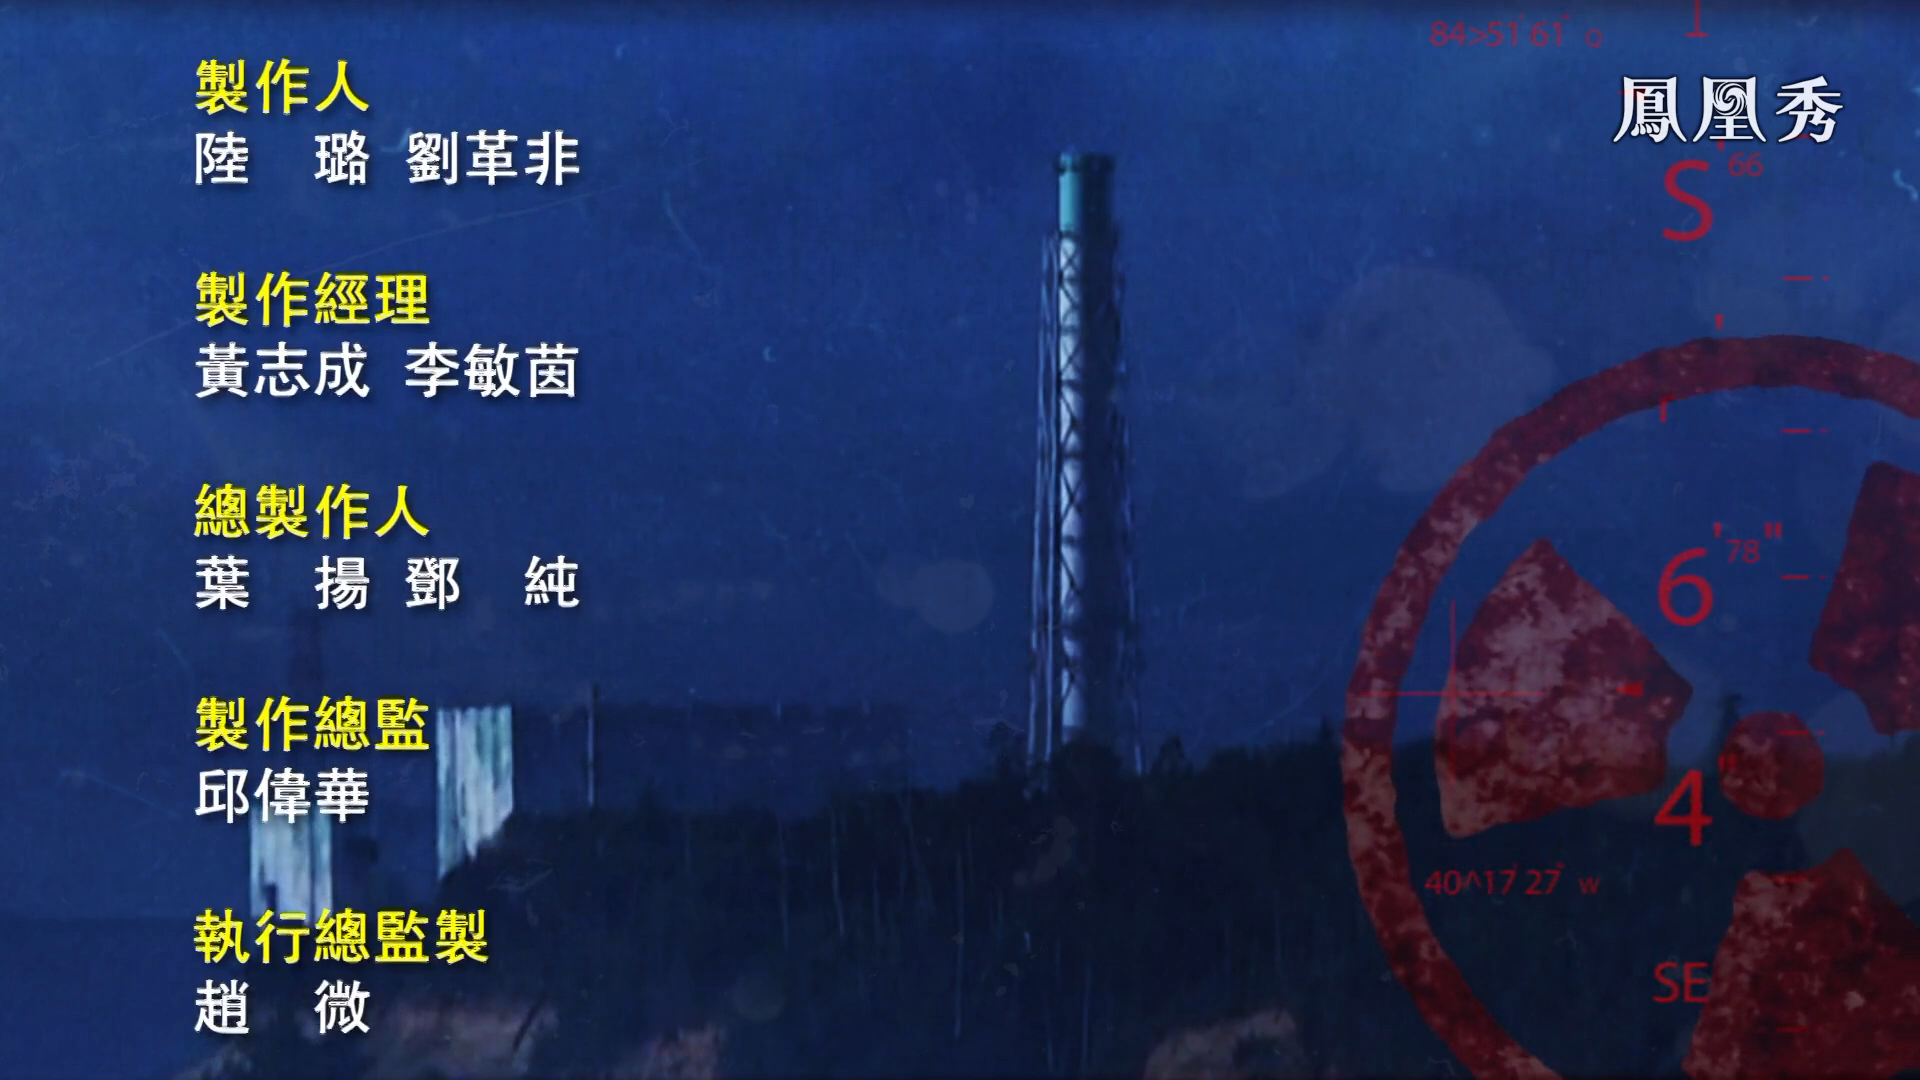 84>51'61" Q
鳳凰秀
製作人
陸　璐 劉革非
'66
S
製作經理
黃志成 李敏茵
總製作人
葉　揚 鄧　純
6'78"
製作總監
邱偉華
4"
40^17'27" W
執行總監製
趙　微
SE